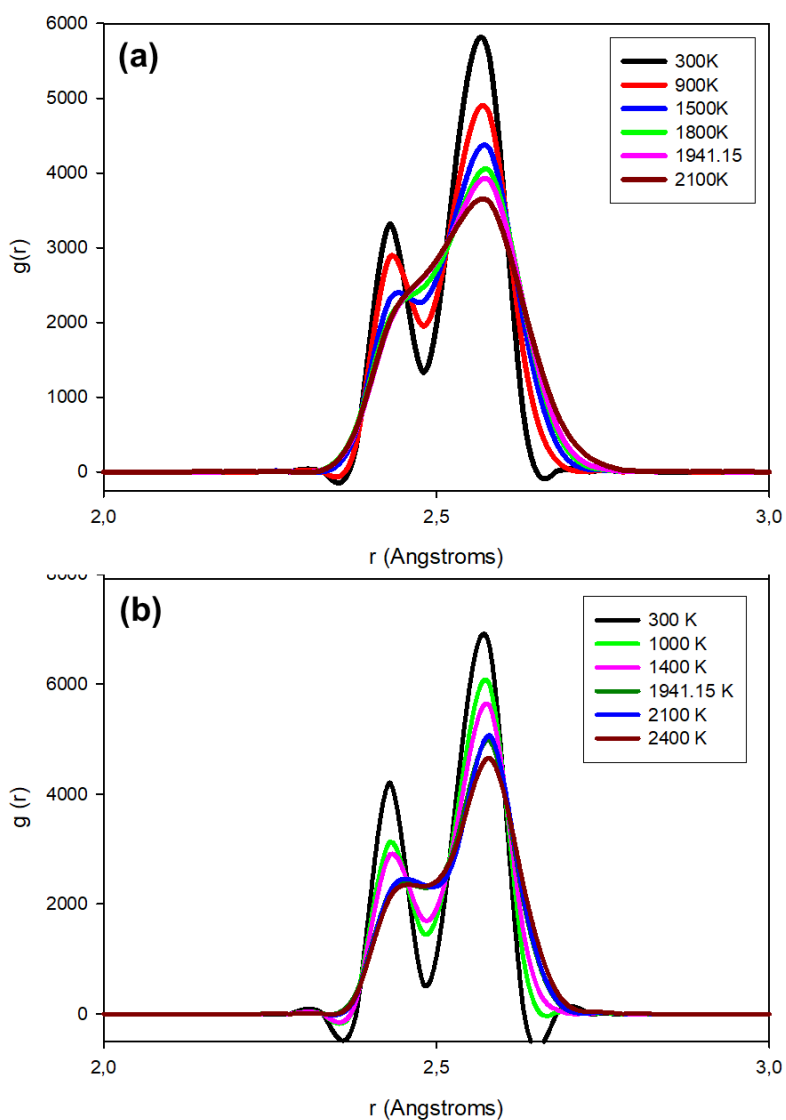 6000
(a)
300K
900K
1500K
1800K
1941.15
2100K
5000
4000
3000
g(r)
2000
1000
0
2,0
2,5
3,0
r (Angstroms)
8000
(b)
300 K
1000 K
1400 K
1941.15 K
2100 K
2400 K
6000
4000
g (r)
2000
0
2,0
2,5
3,0
r (Angstroms)